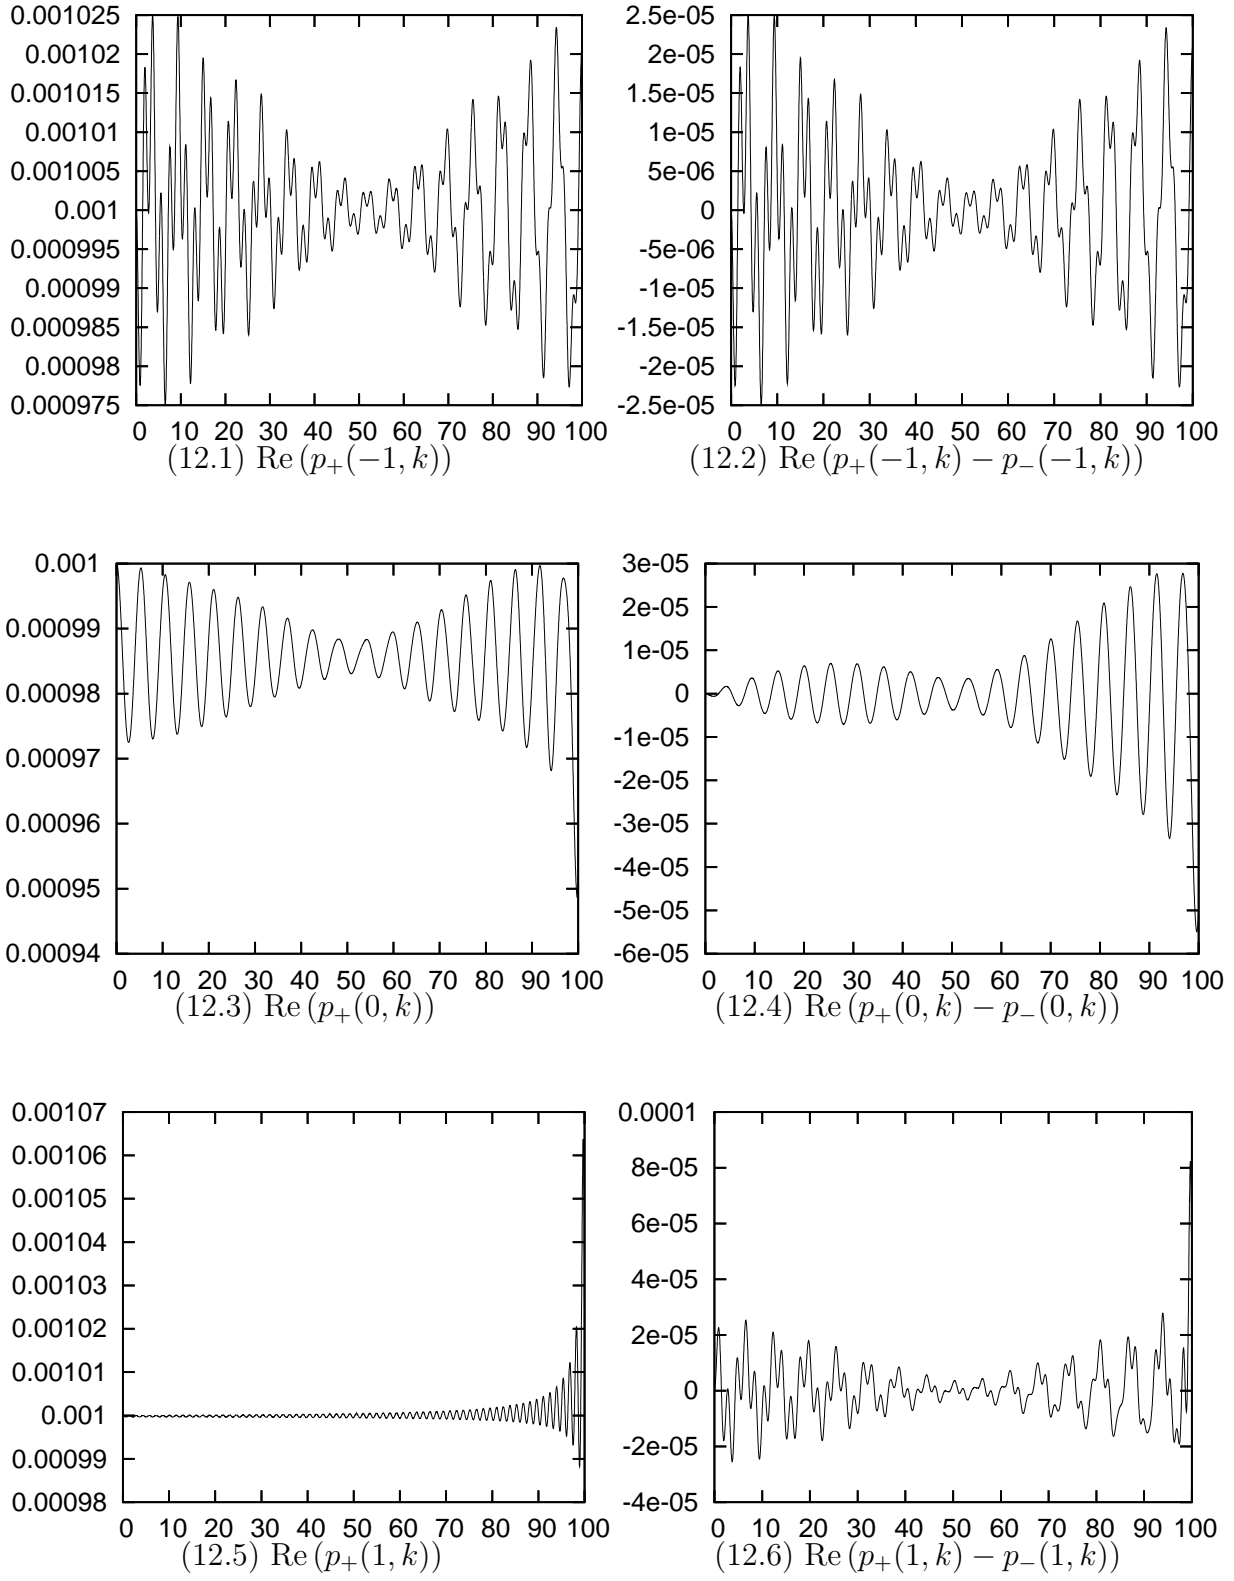 0.001025
0.00102
0.001015
0.00101
0.001005
0.001
0.000995
0.00099
0.000985
0.00098
0.000975
0 10 20 30 40 50 60 70 80 90 100
(12.1) Re (p₊(−1, k))
2.5e-05
2e-05
1.5e-05
1e-05
5e-06
0
-5e-06
-1e-05
-1.5e-05
-2e-05
-2.5e-05
0 10 20 30 40 50 60 70 80 90 100
(12.2) Re (p₊(−1, k) − p₋(−1, k))
0.001
0.00099
0.00098
0.00097
0.00096
0.00095
0.00094
0 10 20 30 40 50 60 70 80 90 100
(12.3) Re (p₊(0, k))
3e-05
2e-05
1e-05
0
-1e-05
-2e-05
-3e-05
-4e-05
-5e-05
-6e-05
0 10 20 30 40 50 60 70 80 90 100
(12.4) Re (p₊(0, k) − p₋(0, k))
0.00107
0.00106
0.00105
0.00104
0.00103
0.00102
0.00101
0.001
0.00099
0.00098
0 10 20 30 40 50 60 70 80 90 100
(12.5) Re (p₊(1, k))
0.0001
8e-05
6e-05
4e-05
2e-05
0
-2e-05
-4e-05
0 10 20 30 40 50 60 70 80 90 100
(12.6) Re (p₊(1, k) − p₋(1, k))